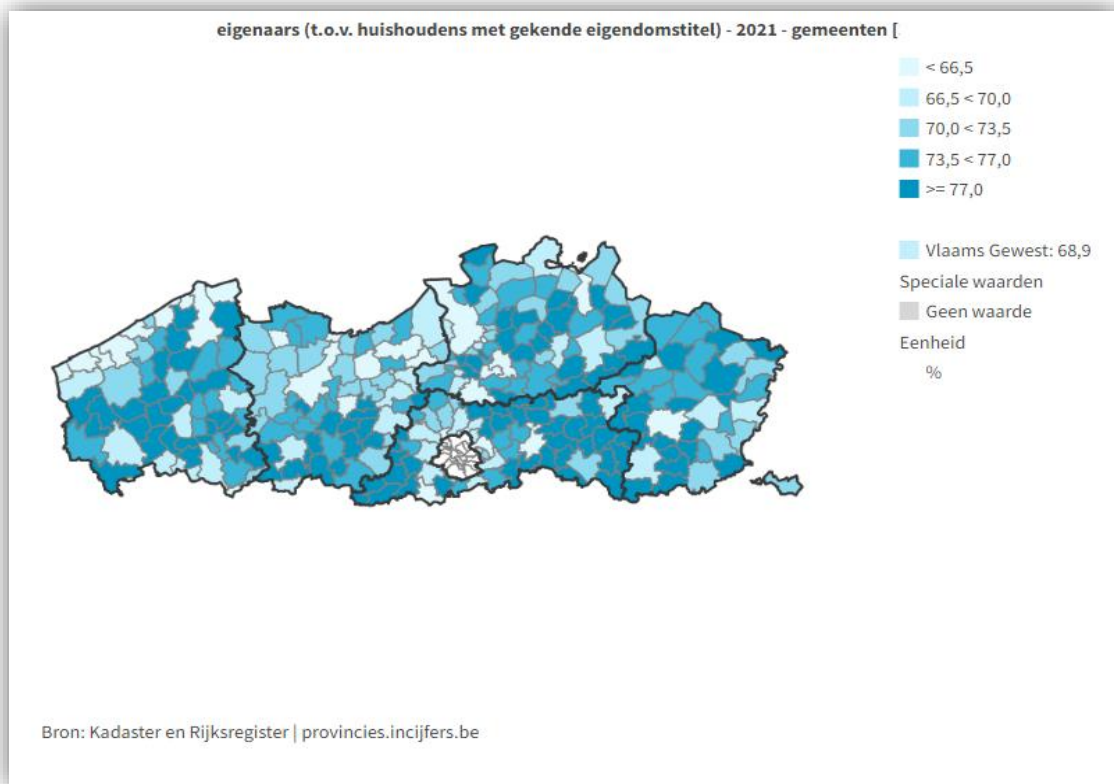 eigenaars (t.o.v. huishoudens met gekende eigendomstitel) - 2021 - gemeenten [
< 66,5
66,5 < 70,0
70,0 < 73,5
73,5 < 77,0
>= 77,0
Vlaams Gewest: 68,9
Speciale waarden
Geen waarde
Eenheid
%
Bron: Kadaster en Rijksregister | provincies.incijfers.be